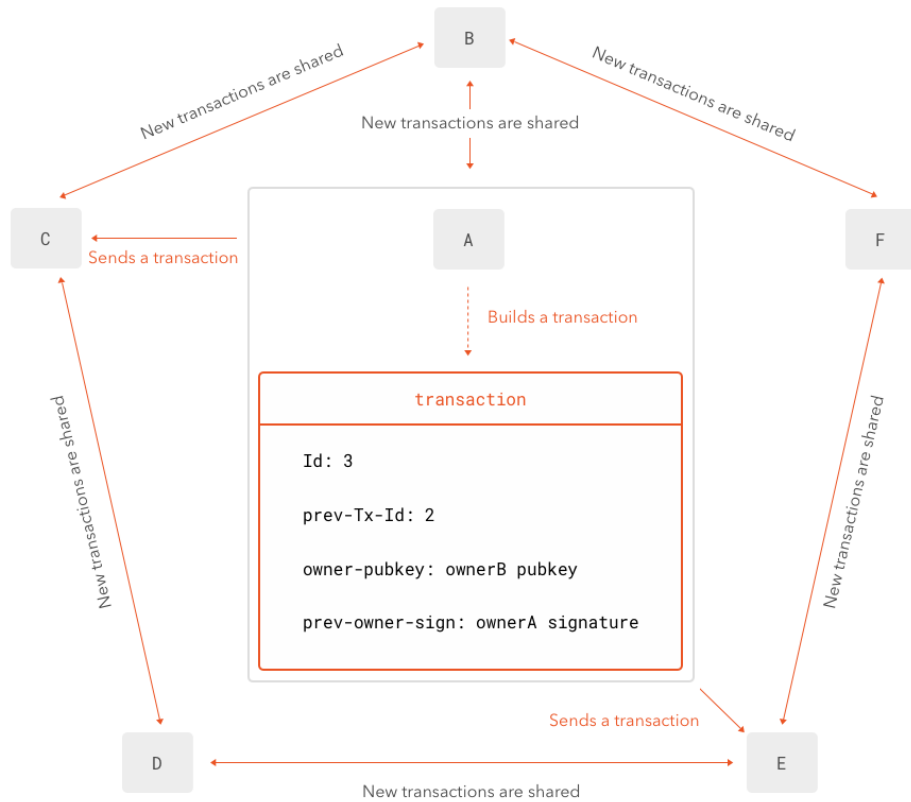 B
New transactions are shared
New transactions are shared
New transactions are shared
C
A
F
Sends a transaction
Builds a transaction
transaction
Id: 3
prev-Tx-Id: 2
owner-pubkey: ownerB pubkey
prev-owner-sign: ownerA signature
New transactions are shared
New transactions are shared
Sends a transaction
D
E
New transactions are shared